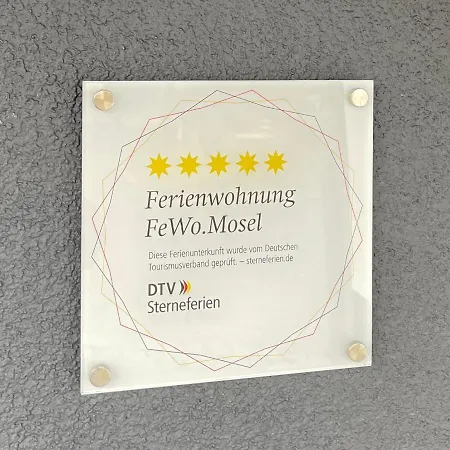 Ferienwohnung
FeWo.Mosel
Diese Ferienunterkunft wurde vom Deutschen
Tourismusverband geprüft. – sterneferien.de
DTV
Sterneferien